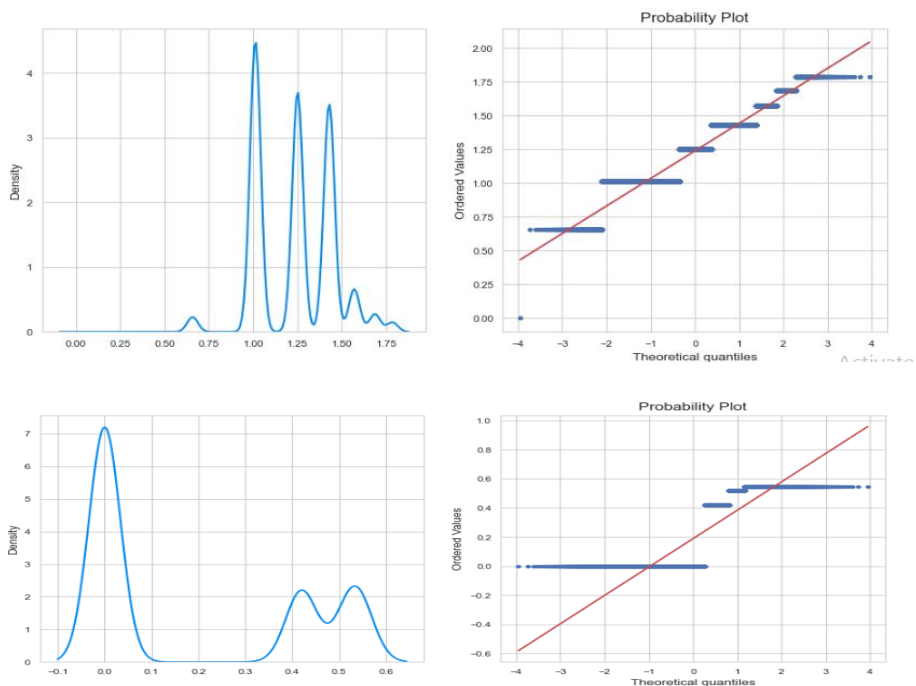 Probability Plot
Density
4
3
2
1
0
0.00 0.25 0.50 0.75 1.00 1.25 1.50 1.75
Ordered Values
2.00
1.75
1.50
1.25
1.00
0.75
0.50
0.25
0.00
−4 −3 −2 −1 0 1 2 3 4
Theoretical quantiles
Activate
Probability Plot
Density
7
6
5
4
3
2
1
0
−0.1 0.0 0.1 0.2 0.3 0.4 0.5 0.6
Ordered Values
1.0
0.8
0.6
0.4
0.2
0.0
−0.2
−0.4
−0.6
−4 −3 −2 −1 0 1 2 3 4
Theoretical quantiles